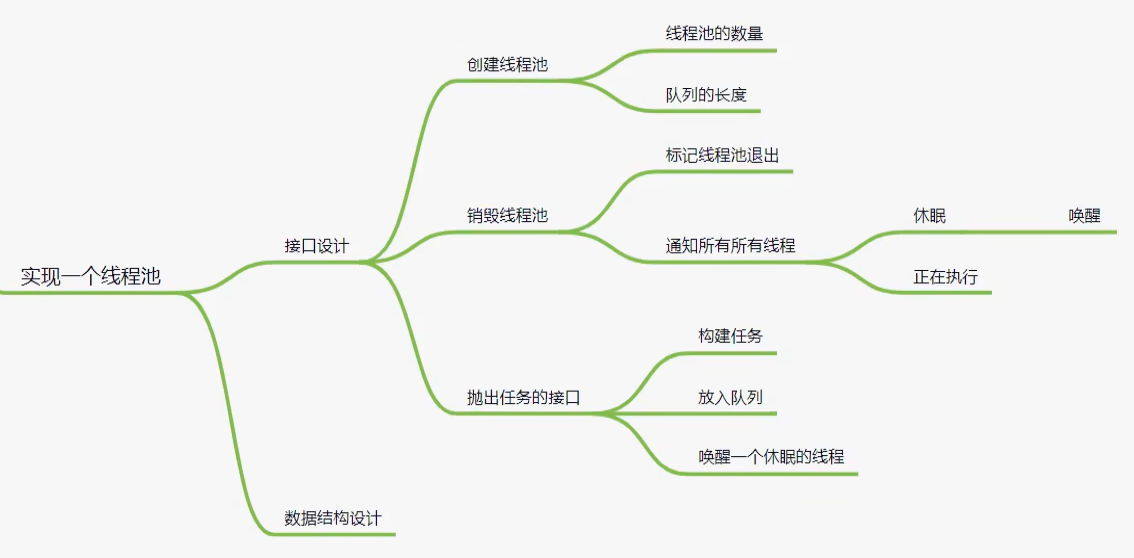 线程池的数量
创建线程池
队列的长度
标记线程池退出
销毁线程池
休眠
唤醒
接口设计
通知所有所有线程
实现一个线程池
正在执行
构建任务
抛出任务的接口
放入队列
唤醒一个休眠的线程
数据结构设计